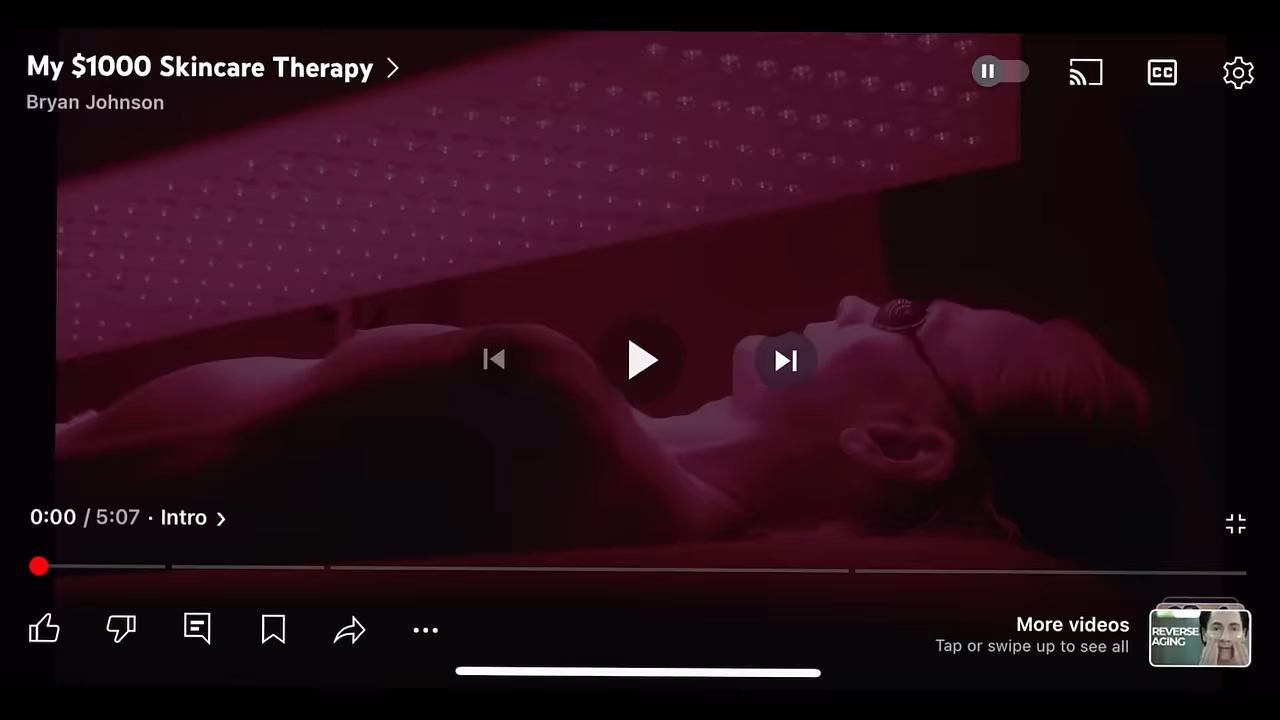 My $1000 Skincare Therapy
Bryan Johnson
CC
0:00 / 5:07 · Intro
More videos
Tap or swipe up to see all
REVERSE
AGING